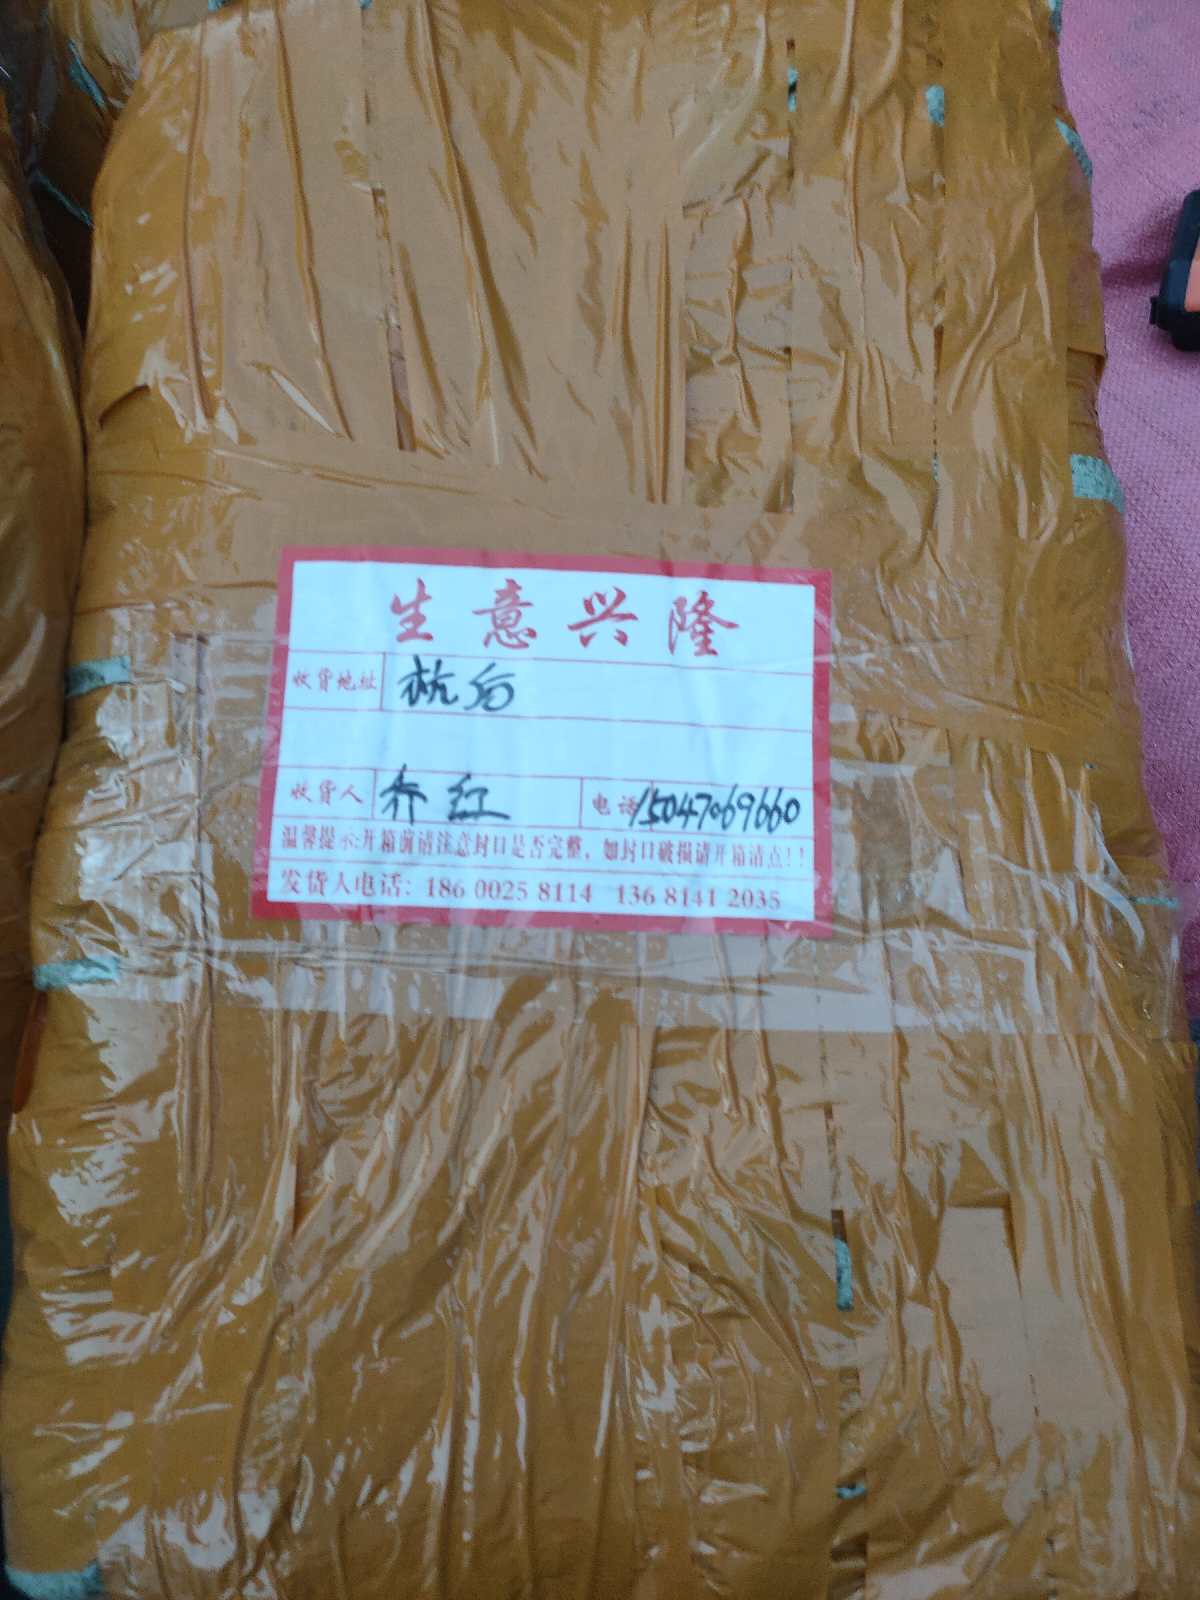 生意兴隆
收货地址 杭后
收货人 乔红 电话 15047069660
温馨提示:开箱前请注意封口是否完整，如封口破损请开箱清点!!
发货人电话: 186 0025 8114 136 8141 2035